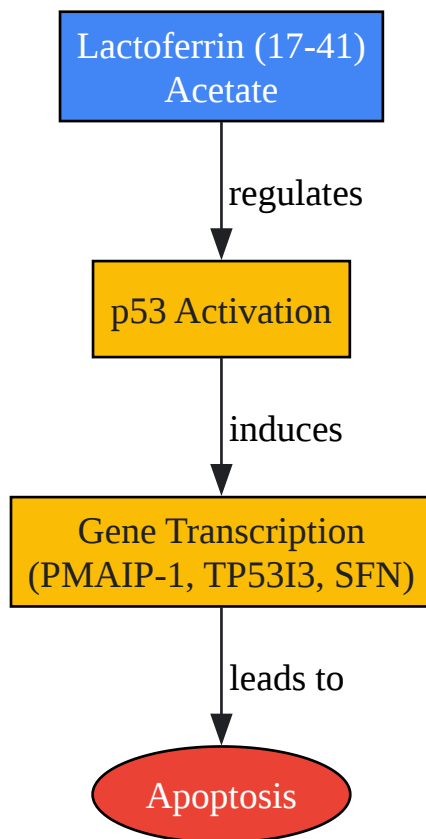 Lactoferrin (17-41)
Acetate
regulates
p53 Activation
induces
Gene Transcription
(PMAIP-1, TP53I3, SFN)
leads to
Apoptosis